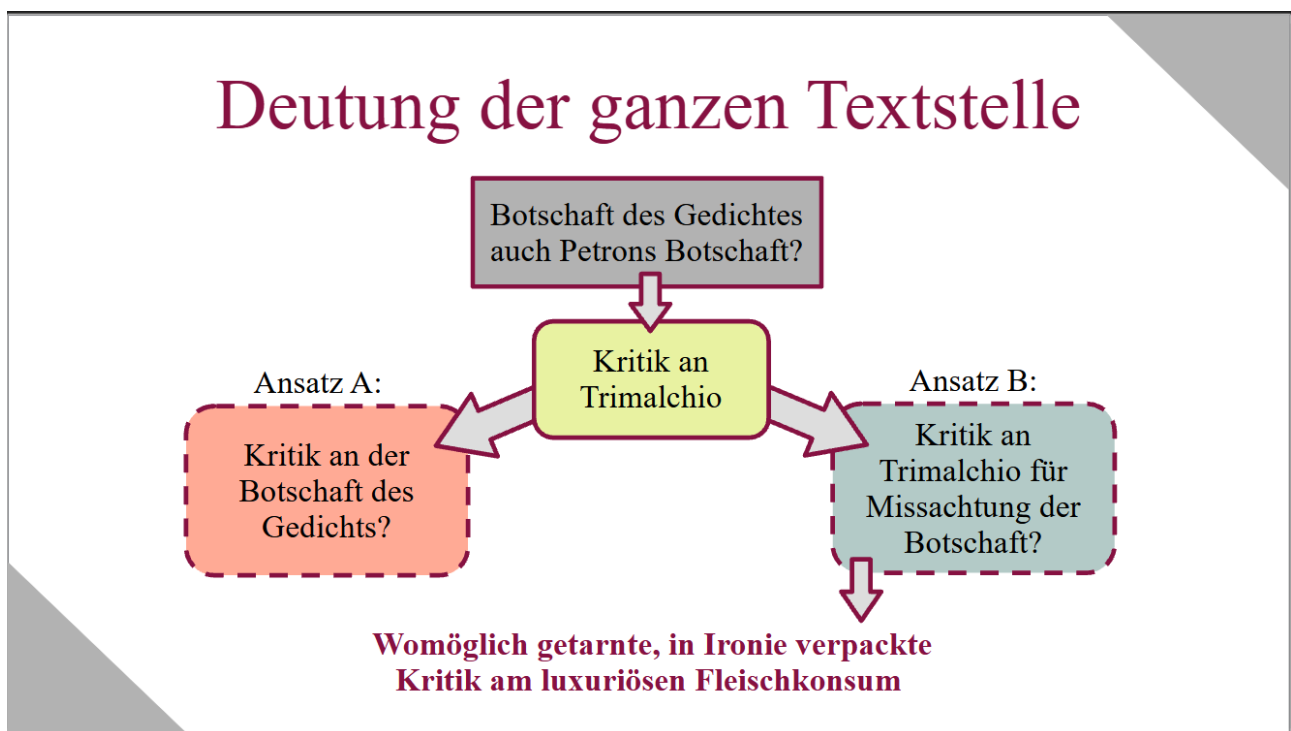 Deutung der ganzen Textstelle
Botschaft des Gedichtes
auch Petrons Botschaft?
Kritik an
Trimalchio
Ansatz A:
Kritik an der
Botschaft des
Gedichts?
Ansatz B:
Kritik an
Trimalchio für
Missachtung der
Botschaft?
Womöglich getarnte, in Ironie verpackte
Kritik am luxuriösen Fleischkonsum